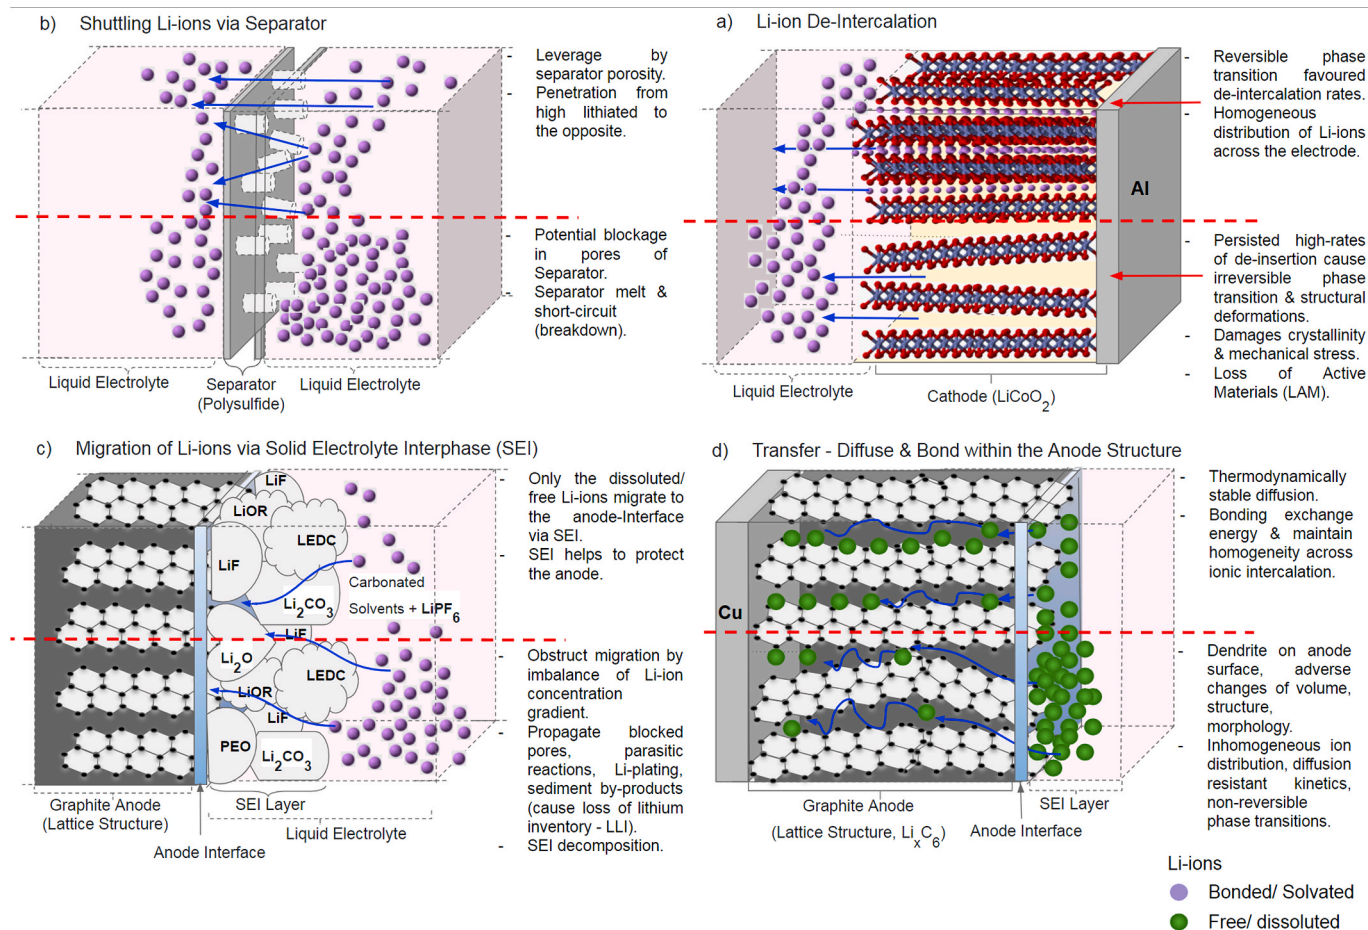 b) Shuttling Li-ions via Separator
- Leverage by
separator porosity.
- Penetration from
high lithiated to
the opposite.
- Potential blockage
in pores of
Separator.
- Separator melt &
short-circuit
(breakdown).
Liquid Electrolyte
Separator
(Polysulfide)
Liquid Electrolyte
a) Li-ion De-Intercalation
- Reversible phase
transition favoured
de-intercalation rates.
- Homogeneous
distribution of Li-ions
across the electrode.
Al
- Persisted high-rates
of de-insertion cause
irreversible phase
transition & structural
deformations.
- Damages crystallinity
& mechanical stress.
- Loss of Active
Materials (LAM).
Liquid Electrolyte
Cathode (LiCoO2)
c) Migration of Li-ions via Solid Electrolyte Interphase (SEI)
LiF
LiOR
LEDC
LiF
Li2CO3
Carbonated
Solvents + LiPF6
LiF
Li2O
LEDC
LiOR
LiF
PEO
Li2CO3
- Only the dissoluted/
free Li-ions migrate to
the anode-Interface
via SEI.
- SEI helps to protect
the anode.
- Obstruct migration by
imbalance of Li-ion
concentration
gradient.
- Propagate blocked
pores, parasitic
reactions, Li-plating,
sediment by-products
(cause loss of lithium
inventory - LLI).
- SEI decomposition.
Graphite Anode
(Lattice Structure)
SEI Layer
Liquid Electrolyte
Anode Interface
d) Transfer - Diffuse & Bond within the Anode Structure
Cu
- Thermodynamically
stable diffusion.
- Bonding exchange
energy & maintain
homogeneity across
ionic intercalation.
- Dendrite on anode
surface, adverse
changes of volume,
structure,
morphology.
- Inhomogeneous ion
distribution, diffusion
resistant kinetics,
non-reversible
phase transitions.
Graphite Anode
(Lattice Structure, LixC6)
SEI Layer
Anode Interface
Li-ions
Bonded/ Solvated
Free/ dissoluted